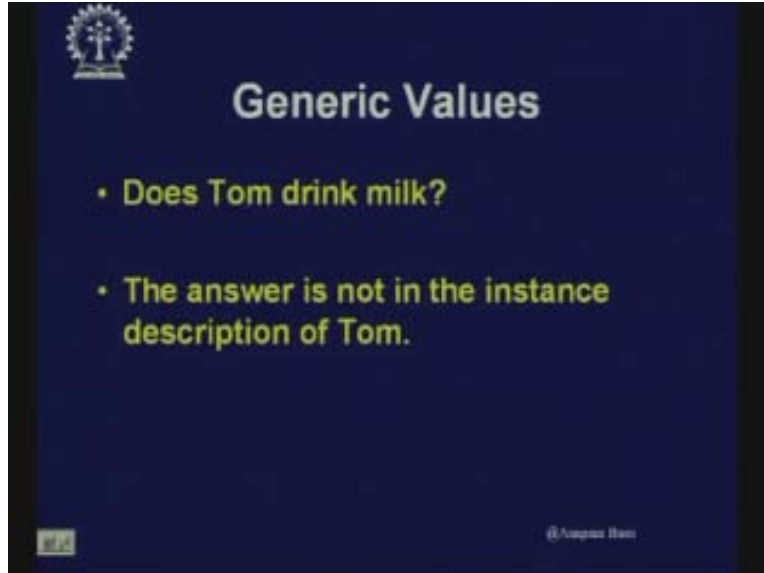 Generic Values
• Does Tom drink milk?
• The answer is not in the instance
description of Tom.